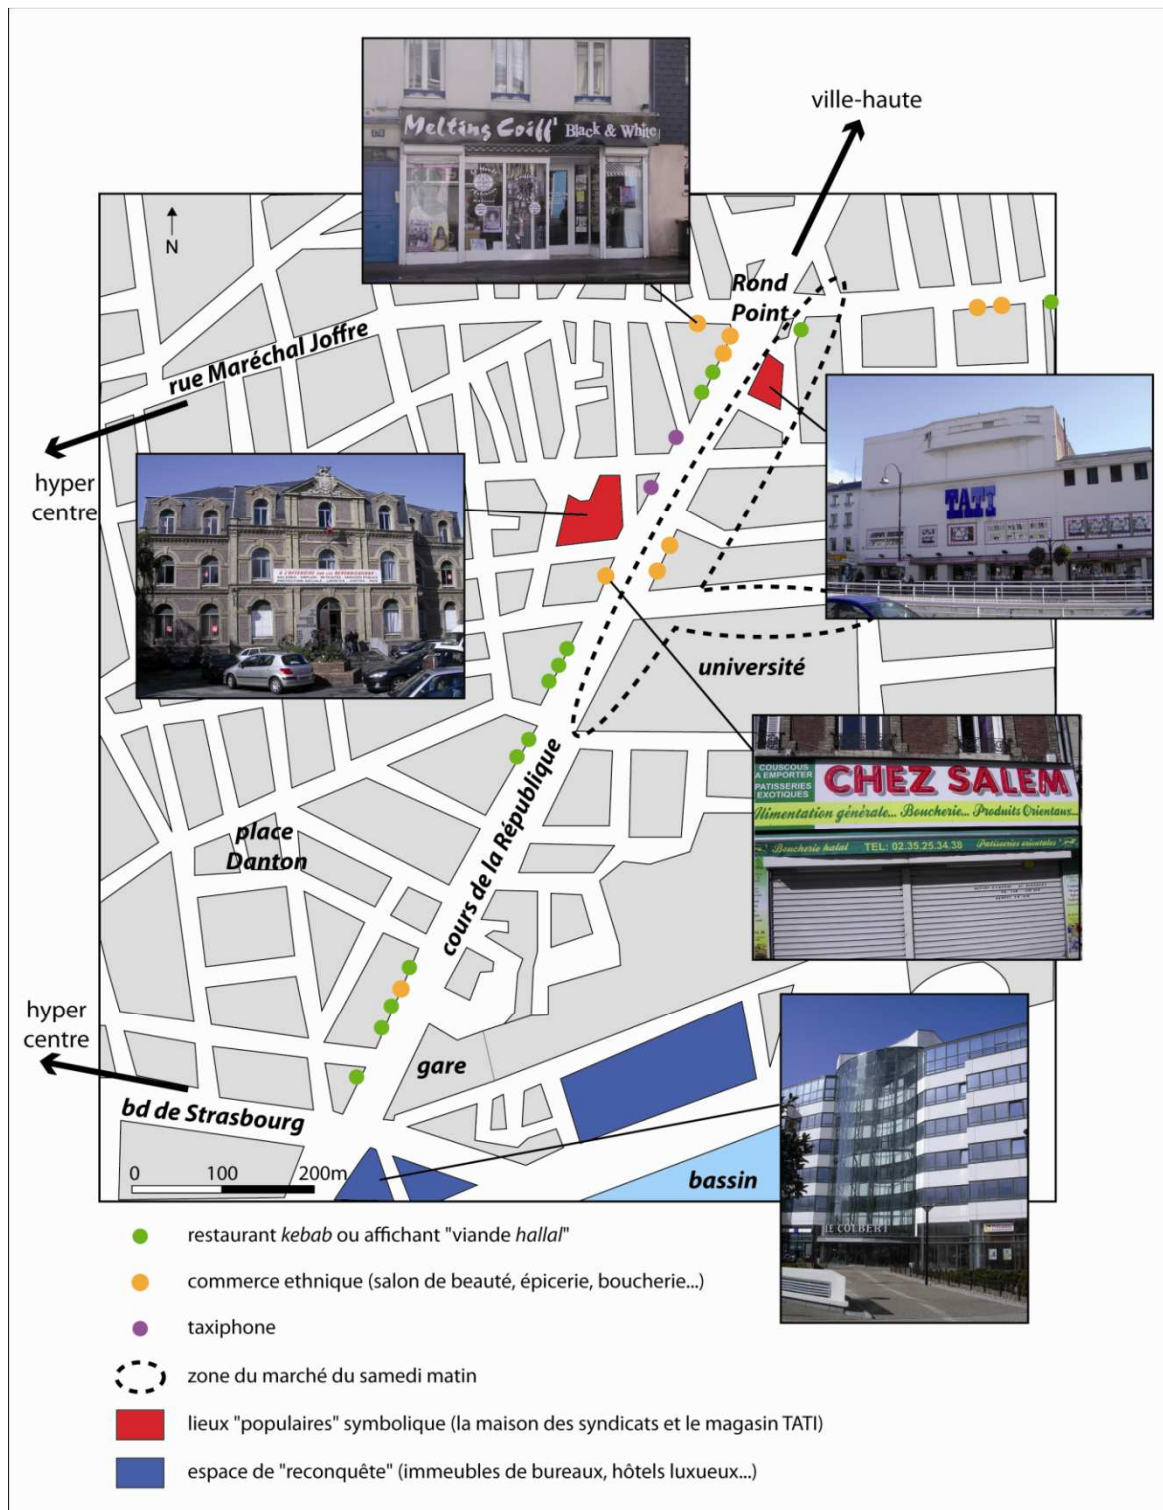 Melting Coiff' Black & White
ville-haute
N
Rond
Point
rue Maréchal Joffre
hyper
centre
TATI
université
COUSCOUS
A EMPORTER
PATISSERIES
EXOTIQUES
CHEZ SALEM
Alimentation générale... Boucherie... Produits Orientaux...
Boucherie halal TEL: 02.35.25.34.38 Patisseries orientales
cours de la République
place
Danton
hyper
centre
gare
bd de Strasbourg
0 100 200m
bassin
LE COLBERT
restaurant kebab ou affichant "viande hallal"
commerce ethnique (salon de beauté, épicerie, boucherie...)
taxiphone
zone du marché du samedi matin
lieux "populaires" symbolique (la maison des syndicats et le magasin TATI)
espace de "reconquête" (immeubles de bureaux, hôtels luxueux...)